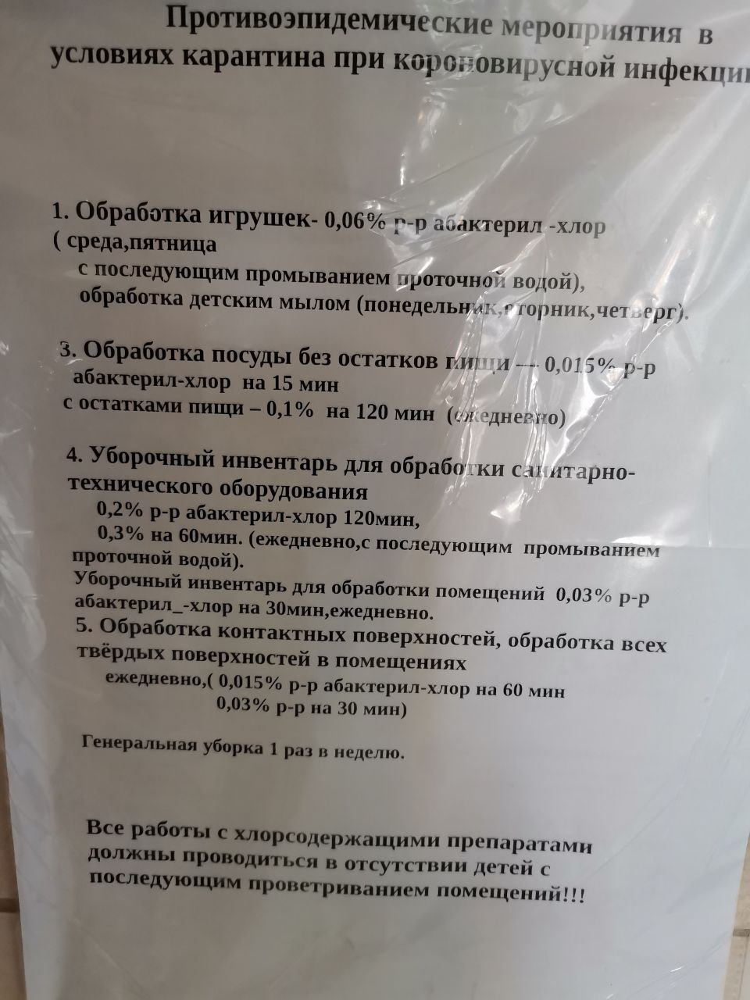 Противоэпидемические мероприятия в
условиях карантина при короновирусной инфекции
1. Обработка игрушек- 0,06% р-р абактерил -хлор
( среда,пятница
с последующим промыванием проточной водой),
обработка детским мылом (понедельник,вторник,четверг).
3. Обработка посуды без остатков пищи — 0,015% р-р
абактерил-хлор на 15 мин
с остатками пищи – 0,1% на 120 мин (ежедневно)
4. Уборочный инвентарь для обработки санитарно-
технического оборудования
0,2% р-р абактерил-хлор 120мин,
0,3% на 60мин. (ежедневно,с последующим промыванием
проточной водой).
Уборочный инвентарь для обработки помещений 0,03% р-р
абактерил_-хлор на 30мин,ежедневно.
5. Обработка контактных поверхностей, обработка всех
твёрдых поверхностей в помещениях
ежедневно,( 0,015% р-р абактерил-хлор на 60 мин
0,03% р-р на 30 мин)
Генеральная уборка 1 раз в неделю.
Все работы с хлорсодержащими препаратами
должны проводиться в отсутствии детей с
последующим проветриванием помещений!!!